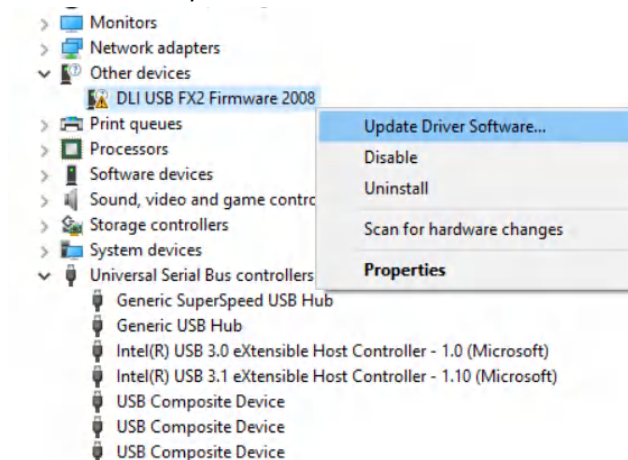 Monitors
Network adapters
Other devices
DLI USB FX2 Firmware 2008
Print queues
Processors
Software devices
Sound, video and game contro
Storage controllers
System devices
Universal Serial Bus controllers
Generic SuperSpeed USB Hub
Generic USB Hub
Intel(R) USB 3.0 eXtensible Host Controller - 1.0 (Microsoft)
Intel(R) USB 3.1 eXtensible Host Controller - 1.10 (Microsoft)
USB Composite Device
USB Composite Device
USB Composite Device
Update Driver Software...
Disable
Uninstall
Scan for hardware changes
Properties